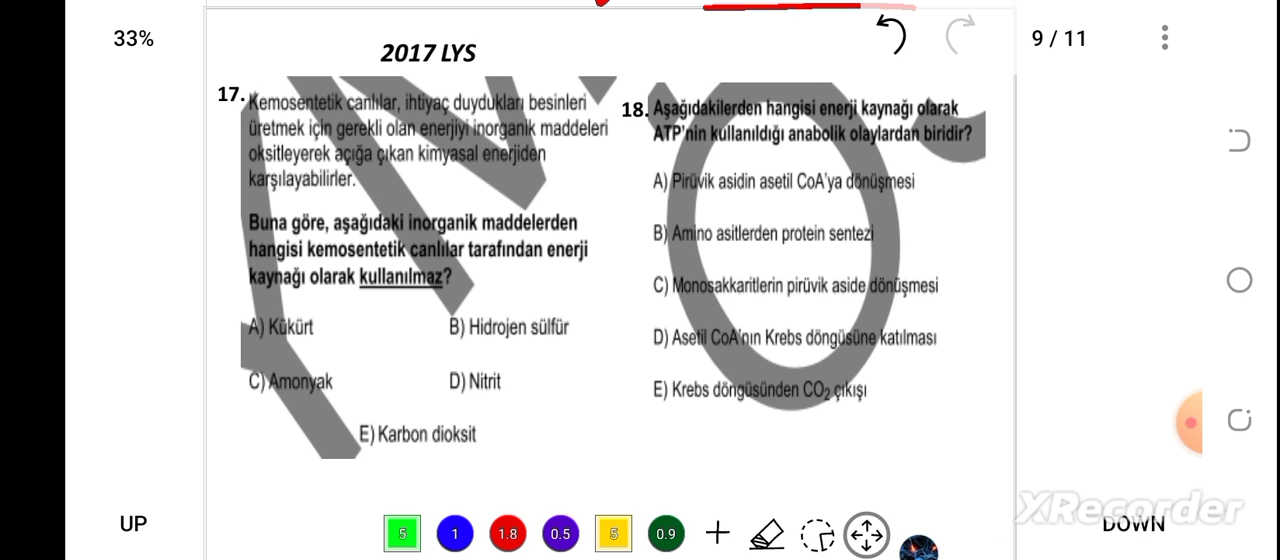 33%
2017 LYS
9 / 11
17. Kemosentetik canlılar, ihtiyaç duydukları besinleri
üretmek için gerekli olan enerjiyi inorganik maddeleri
oksitleyerek açığa çıkan kimyasal enerjiden
karşılayabilirler.
Buna göre, aşağıdaki inorganik maddelerden
hangisi kemosentetik canlılar tarafından enerji
kaynağı olarak kullanılmaz?
A) Kükürt
B) Hidrojen sülfür
C) Amonyak
D) Nitrit
E) Karbon dioksit
18. Aşağıdakilerden hangisi enerji kaynağı olarak
ATP'nin kullanıldığı anabolik olaylardan biridir?
A) Pirüvik asidin asetil CoA'ya dönüşmesi
B) Amino asitlerden protein sentezi
C) Monosakkaritlerin pirüvik aside dönüşmesi
D) Asetil CoA'nın Krebs döngüsüne katılması
E) Krebs döngüsünden CO₂ çıkışı
XRecorder
UP
5
1
1.8
0.5
5
0.9
DOWN